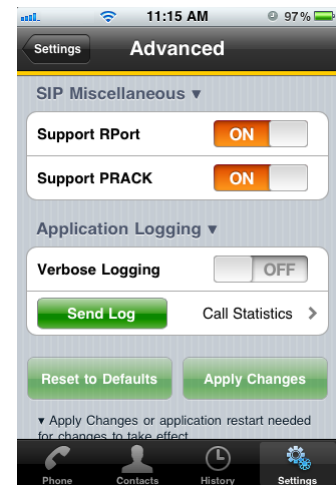 11:15 AM 97%
Settings Advanced
SIP Miscellaneous ▼
Support RPort ON
Support PRACK ON
Application Logging ▼
Verbose Logging OFF
Send Log Call Statistics >
Reset to Defaults Apply Changes
▼ Apply Changes or application restart needed
for changes to take effect
Phone Contacts History Settings